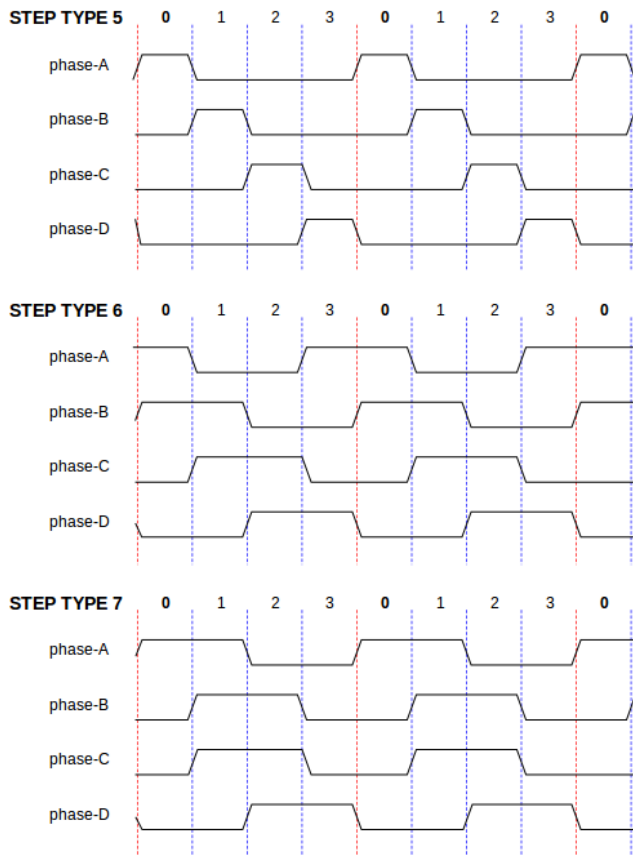 STEP TYPE 5 0 1 2 3 0 1 2 3 0
phase-A
phase-B
phase-C
phase-D
STEP TYPE 6 0 1 2 3 0 1 2 3 0
phase-A
phase-B
phase-C
phase-D
STEP TYPE 7 0 1 2 3 0 1 2 3 0
phase-A
phase-B
phase-C
phase-D